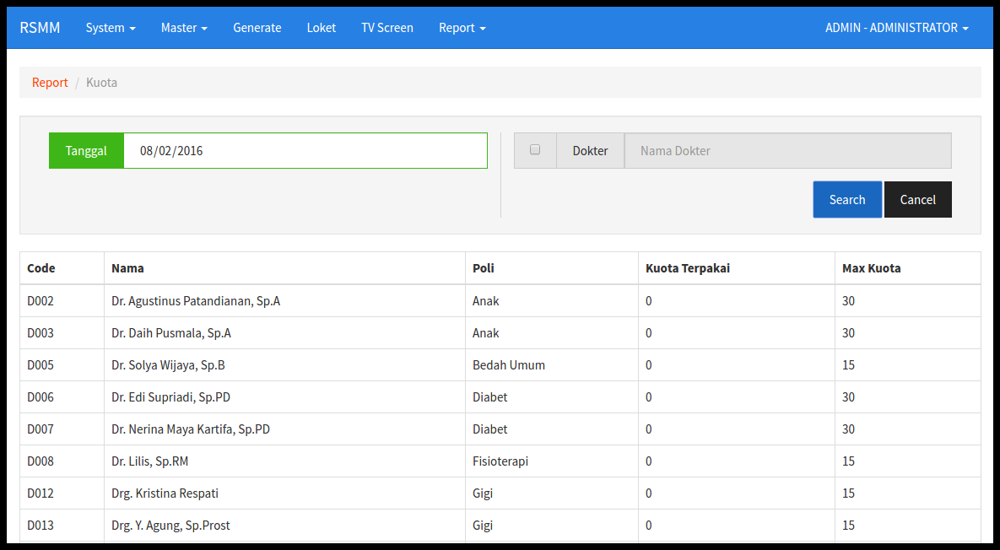 RSMM System Master Generate Loket TV Screen Report ADMIN - ADMINISTRATOR
Report / Kuota
Tanggal 08/02/2016 Dokter Nama Dokter
Search Cancel
Code Nama Poli Kuota Terpakai Max Kuota
D002 Dr. Agustinus Patandianan, Sp.A Anak 0 30
D003 Dr. Daih Pusmala, Sp.A Anak 0 30
D005 Dr. Solya Wijaya, Sp.B Bedah Umum 0 15
D006 Dr. Edi Supriadi, Sp.PD Diabet 0 30
D007 Dr. Nerina Maya Kartifa, Sp.PD Diabet 0 30
D008 Dr. Lilis, Sp.RM Fisioterapi 0 15
D012 Drg. Kristina Respati Gigi 0 15
D013 Drg. Y. Agung, Sp.Prost Gigi 0 15